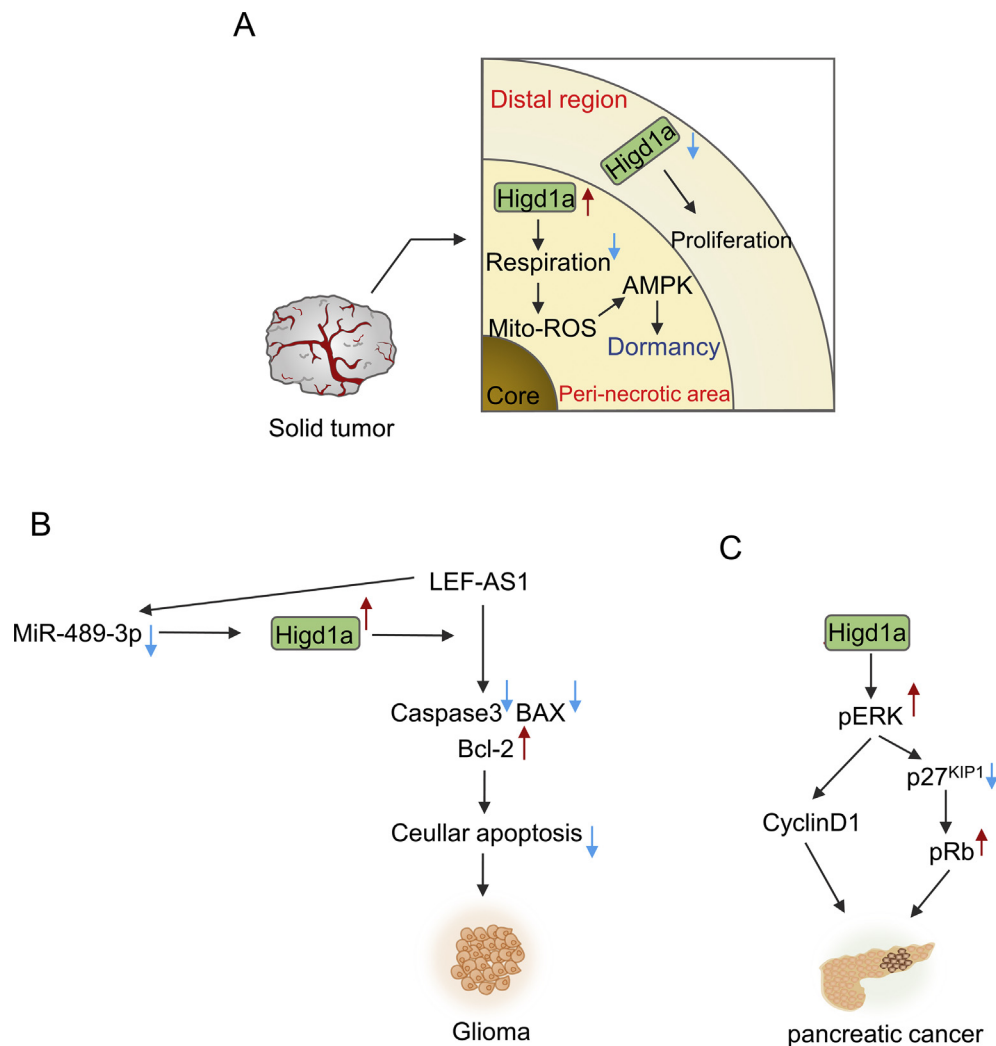 A
Distal region
Higd1a
Higd1a
Proliferation
Respiration
AMPK
Mito-ROS
Dormancy
Core
Peri-necrotic area
Solid tumor
B
LEF-AS1
MiR-489-3p
Higd1a
Caspase3 BAX
Bcl-2
Ceullar apoptosis
Glioma
C
Higd1a
pERK
p27KIP1
CyclinD1
pRb
pancreatic cancer